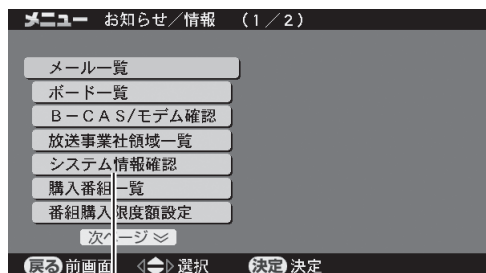 メニュー お知らせ／情報 （1／2）
メール一覧
ボード一覧
B－CAS/モデム確認
放送事業社領域一覧
システム情報確認
購入番組一覧
番組購入限度額設定
次ページ
戻る 前画面 選択 決定 決定